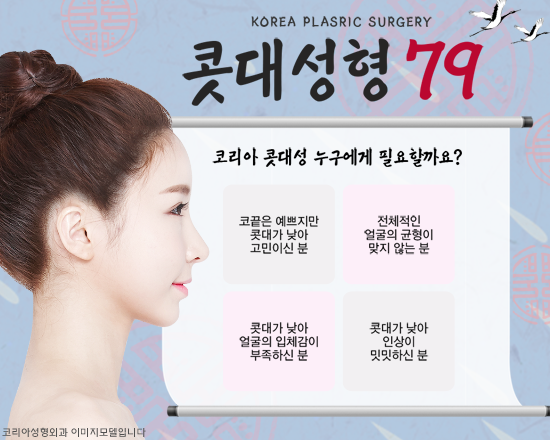 KOREA PLASRIC SURGERY
콧대성형 79
코리아 콧대성 누구에게 필요할까요?
코끝은 예쁘지만
콧대가 낮아
고민이신 분
전체적인
얼굴의 균형이
맞지 않는 분
콧대가 낮아
얼굴의 입체감이
부족하신 분
콧대가 낮아
인상이
밋밋하신 분
코리아성형외과 이미지모델입니다